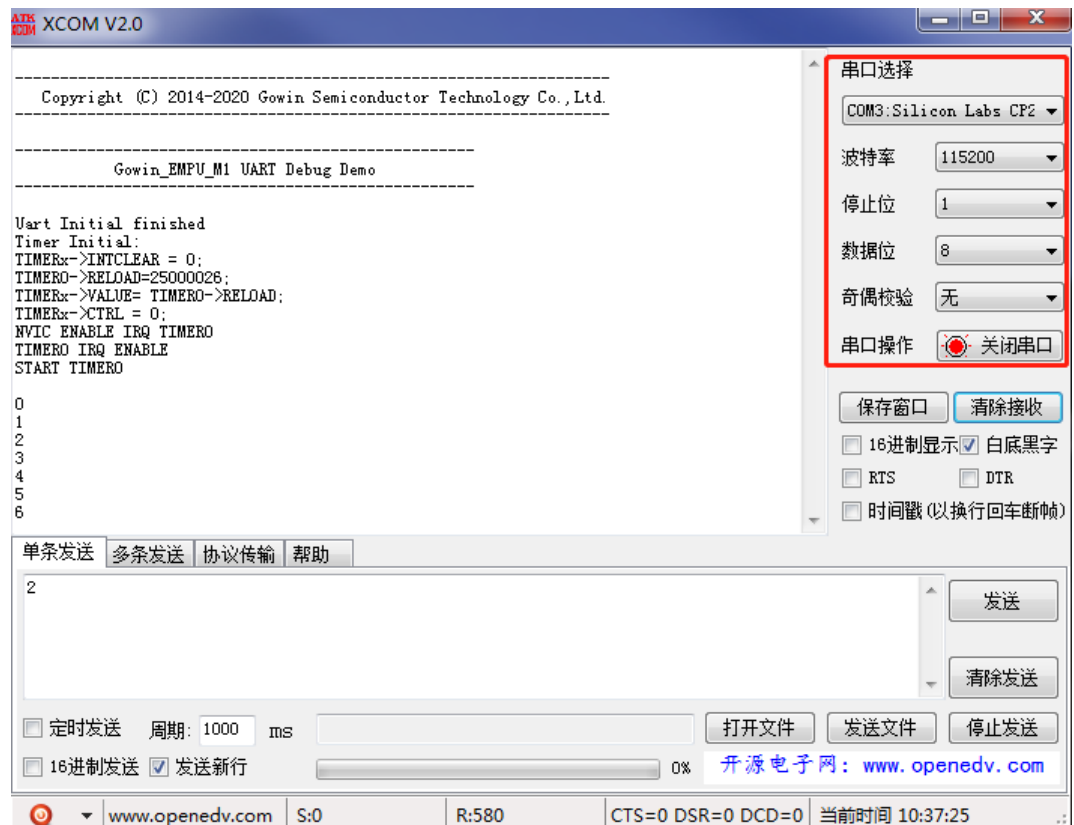 ATK XCOM XCOM V2.0
----------------------------------------------------------------
Copyright (C) 2014-2020 Gowin Semiconductor Technology Co.,Ltd.
----------------------------------------------------------------
-------------------------------------------------
Gowin_EMPU_M1 UART Debug Demo
-------------------------------------------------
Uart Initial finished
Timer Initial:
TIMERx->INTCLEAR = 0;
TIMER0->RELOAD=25000026;
TIMERx->VALUE= TIMER0->RELOAD;
TIMERx->CTRL = 0;
NVIC ENABLE IRQ TIMER0
TIMER0 IRQ ENABLE
START TIMER0
0
1
2
3
4
5
6
串口选择
COM3:Silicon Labs CP2
波特率 115200
停止位 1
数据位 8
奇偶校验 无
串口操作 关闭串口
保存窗口 清除接收
16进制显示 白底黑字
RTS DTR
时间戳(以换行回车断帧)
单条发送 多条发送 协议传输 帮助
2
发送
清除发送
定时发送 周期: 1000 ms 打开文件 发送文件 停止发送
16进制发送 发送新行 0% 开源电子网: www.openedv.com
www.openedv.com S:0 R:580 CTS=0 DSR=0 DCD=0 当前时间 10:37:25